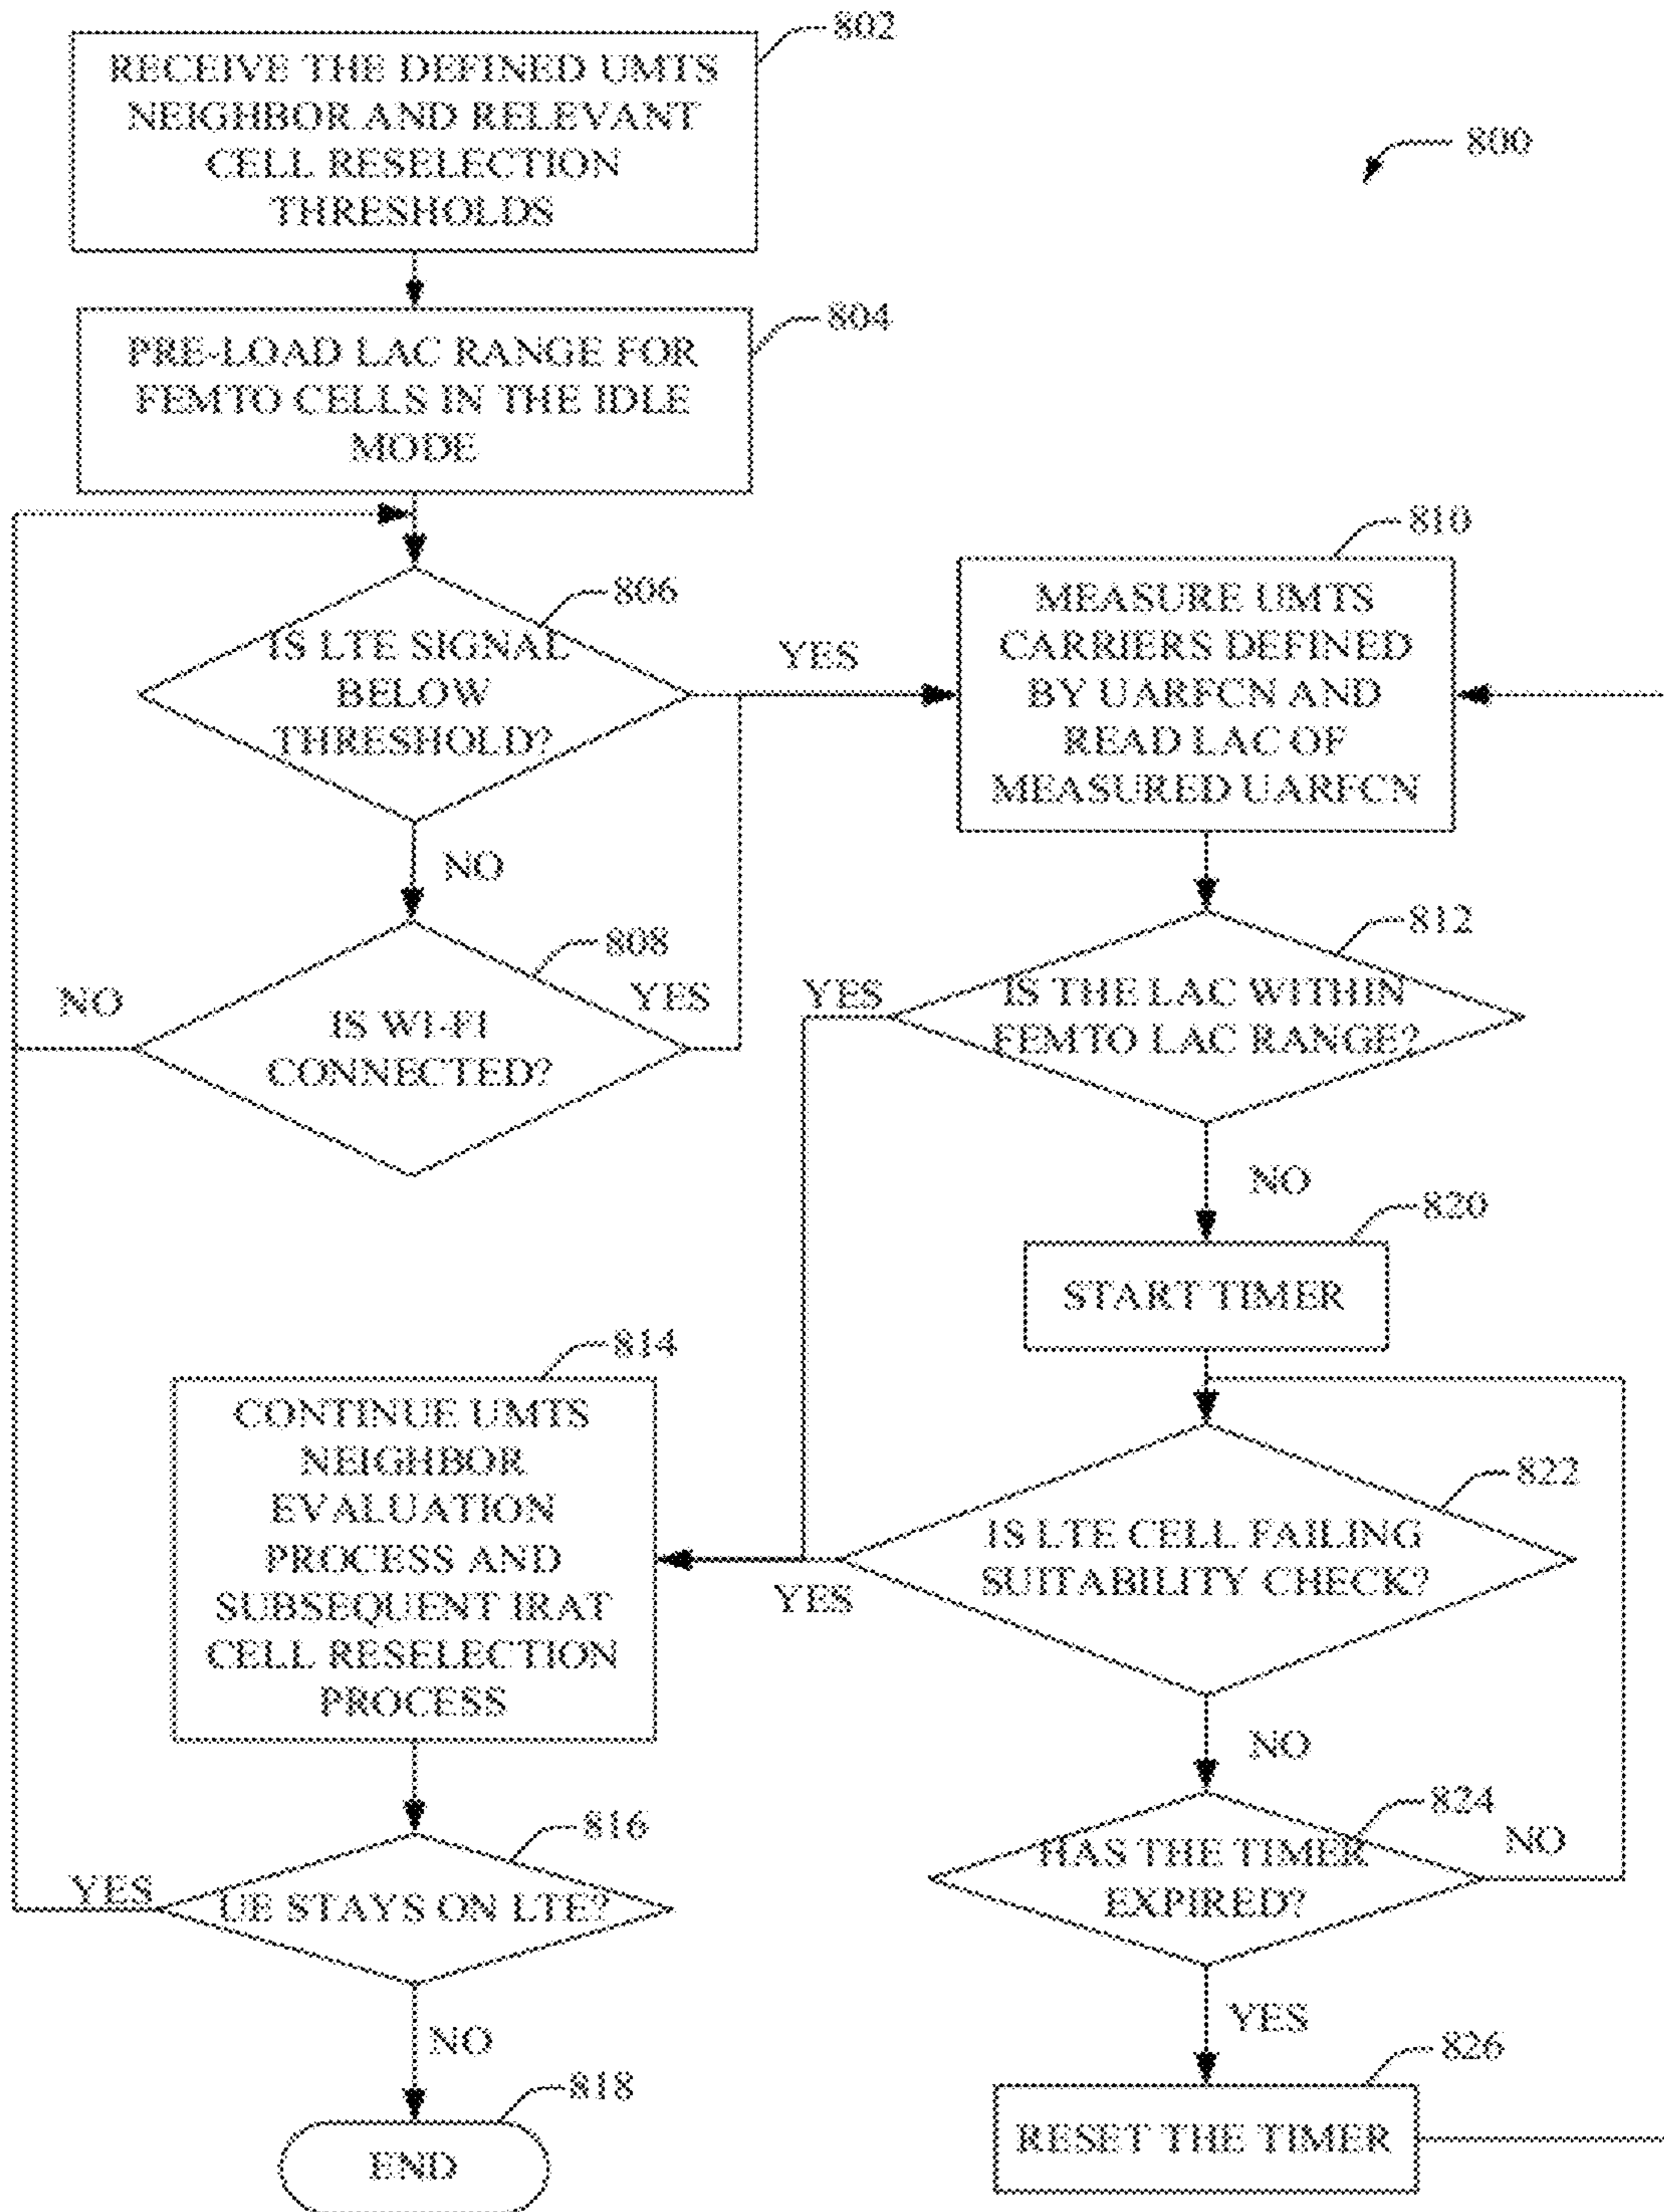 802
RECEIVE THE DEFINED UMTS
NEIGHBOR AND RELEVANT
CELL RESELECTION
THRESHOLDS
800
804
PRE-LOAD LAC RANGE FOR
FEMTO CELLS IN THE IDLE
MODE
806
IS LTE SIGNAL
BELOW
THRESHOLD?
YES
NO
808
IS WI-FI
CONNECTED?
NO
YES
810
MEASURE UMTS
CARRIERS DEFINED
BY UARFCN AND
READ LAC OF
MEASURED UARFCN
812
IS THE LAC WITHIN
FEMTO LAC RANGE?
YES
NO
820
START TIMER
814
CONTINUE UMTS
NEIGHBOR
EVALUATION
PROCESS AND
SUBSEQUENT IRAT
CELL RESELECTION
PROCESS
822
IS LTE CELL FAILING
SUITABILITY CHECK?
YES
NO
824
HAS THE TIMER
EXPIRED?
NO
YES
816
UE STAYS ON LTE?
YES
NO
818
END
826
RESET THE TIMER